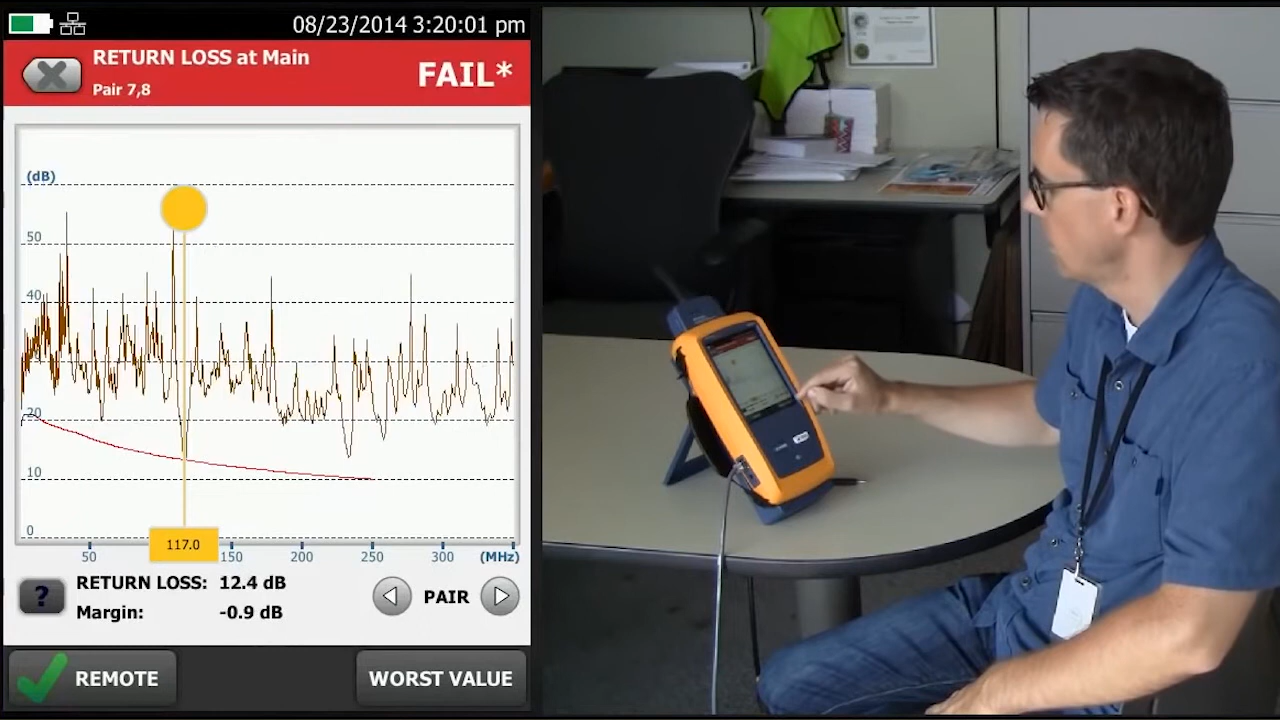 08/23/2014 3:20:01 pm
RETURN LOSS at Main
Pair 7,8
FAIL*
(dB)
50
40
20
10
0
50
117.0
150
200
250
300
(MHz)
?
RETURN LOSS: 12.4 dB
Margin: -0.9 dB
PAIR
REMOTE
WORST VALUE